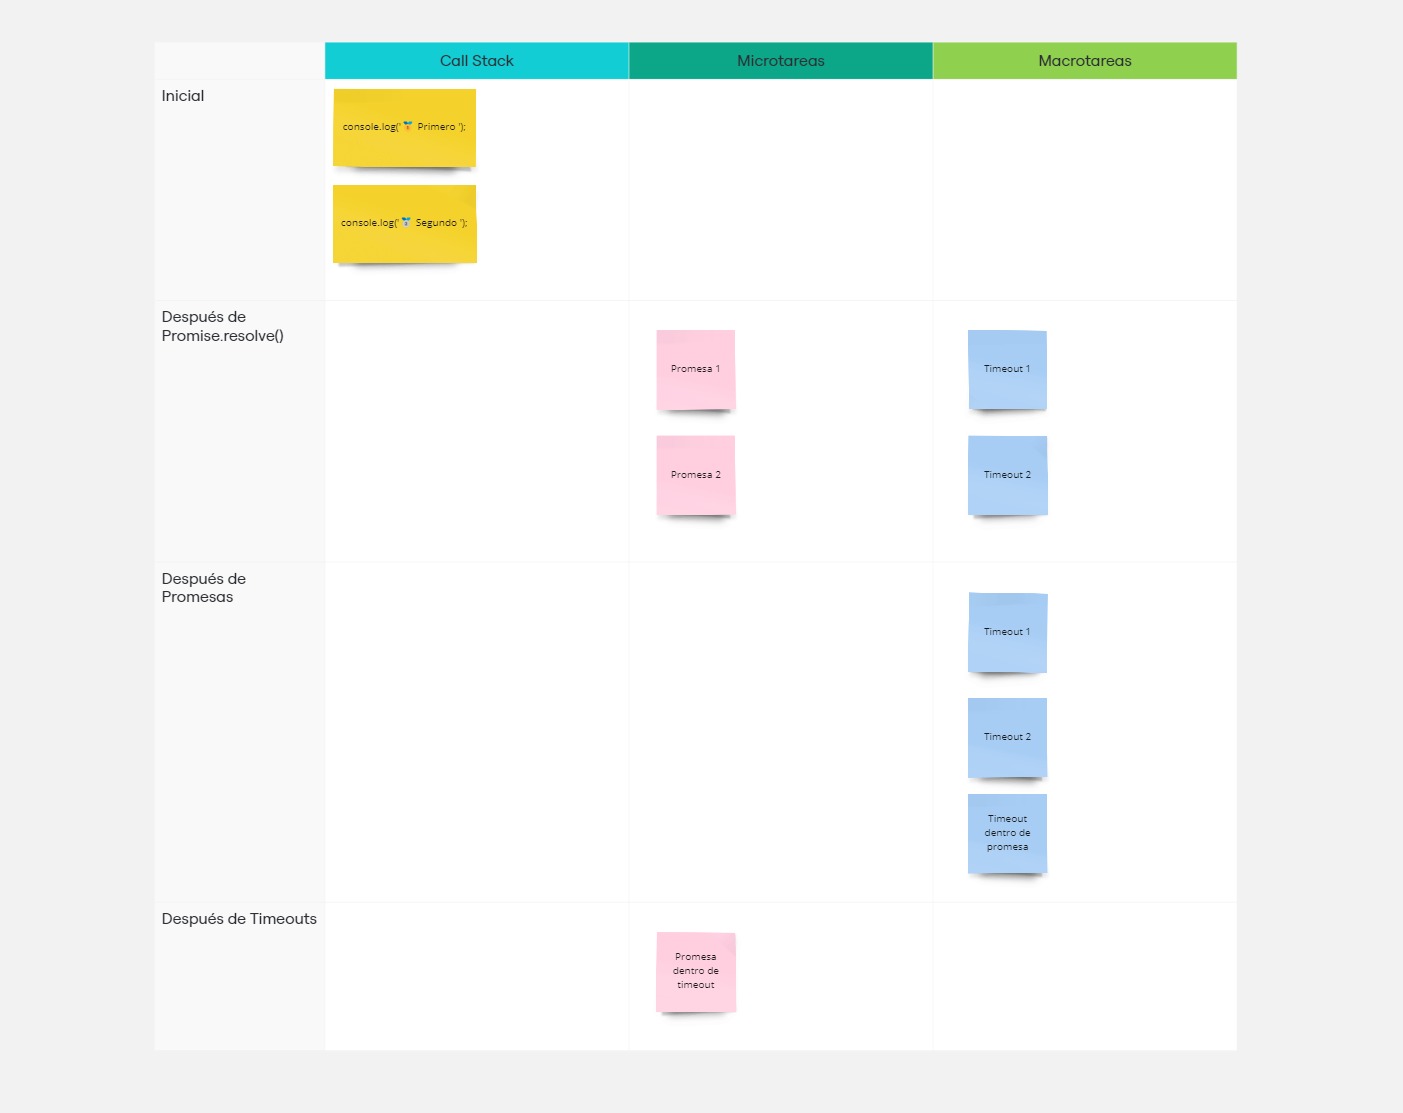 Call Stack
Microtareas
Macrotareas
Inicial
console.log('🥇 Primero ');
console.log('🥈 Segundo ');
Después de
Promise.resolve()
Promesa 1
Timeout 1
Promesa 2
Timeout 2
Después de
Promesas
Timeout 1
Timeout 2
Timeout
dentro de
promesa
Después de Timeouts
Promesa
dentro de
timeout